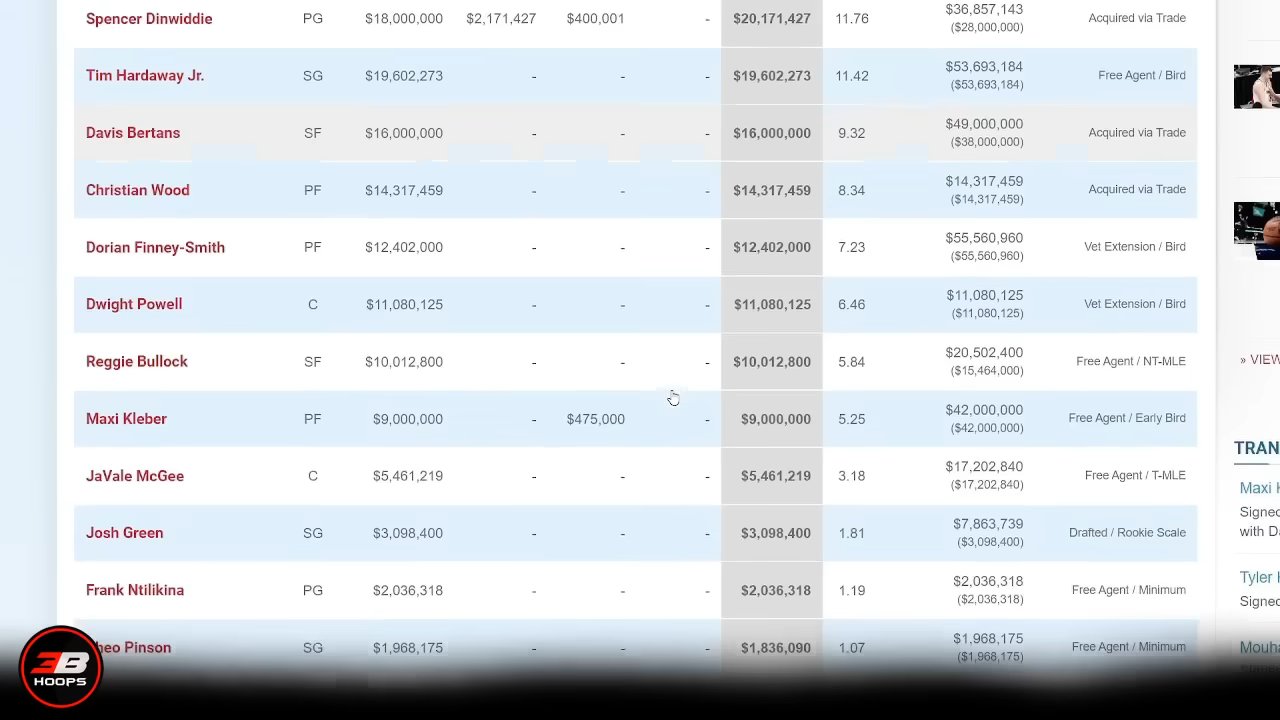 Spencer Dinwiddie PG $18,000,000 $2,171,427 $400,001 - $20,171,427 11.76 $36,857,143 ($28,000,000) Acquired via Trade
Tim Hardaway Jr. SG $19,602,273 - - - $19,602,273 11.42 $53,693,184 ($53,693,184) Free Agent / Bird
Davis Bertans SF $16,000,000 - - - $16,000,000 9.32 $49,000,000 ($38,000,000) Acquired via Trade
Christian Wood PF $14,317,459 - - - $14,317,459 8.34 $14,317,459 ($14,317,459) Acquired via Trade
Dorian Finney-Smith PF $12,402,000 - - - $12,402,000 7.23 $55,560,960 ($55,560,960) Vet Extension / Bird
Dwight Powell C $11,080,125 - - - $11,080,125 6.46 $11,080,125 ($11,080,125) Vet Extension / Bird
Reggie Bullock SF $10,012,800 - - - $10,012,800 5.84 $20,502,400 ($15,464,000) Free Agent / NT-MLE
» VIEW
Maxi Kleber PF $9,000,000 - $475,000 - $9,000,000 5.25 $42,000,000 ($42,000,000) Free Agent / Early Bird
TRAN
JaVale McGee C $5,461,219 - - - $5,461,219 3.18 $17,202,840 ($17,202,840) Free Agent / T-MLE
Maxi
Signed
with
Josh Green SG $3,098,400 - - - $3,098,400 1.81 $7,863,739 ($3,098,400) Drafted / Rookie Scale
Frank Ntilikina PG $2,036,318 - - - $2,036,318 1.19 $2,036,318 ($2,036,318) Free Agent / Minimum
Tyler
Signed
heo Pinson SG $1,968,175 - - - $1,836,090 1.07 $1,968,175 ($1,968,175) Free Agent / Minimum
Mouha
3B
HOOPS